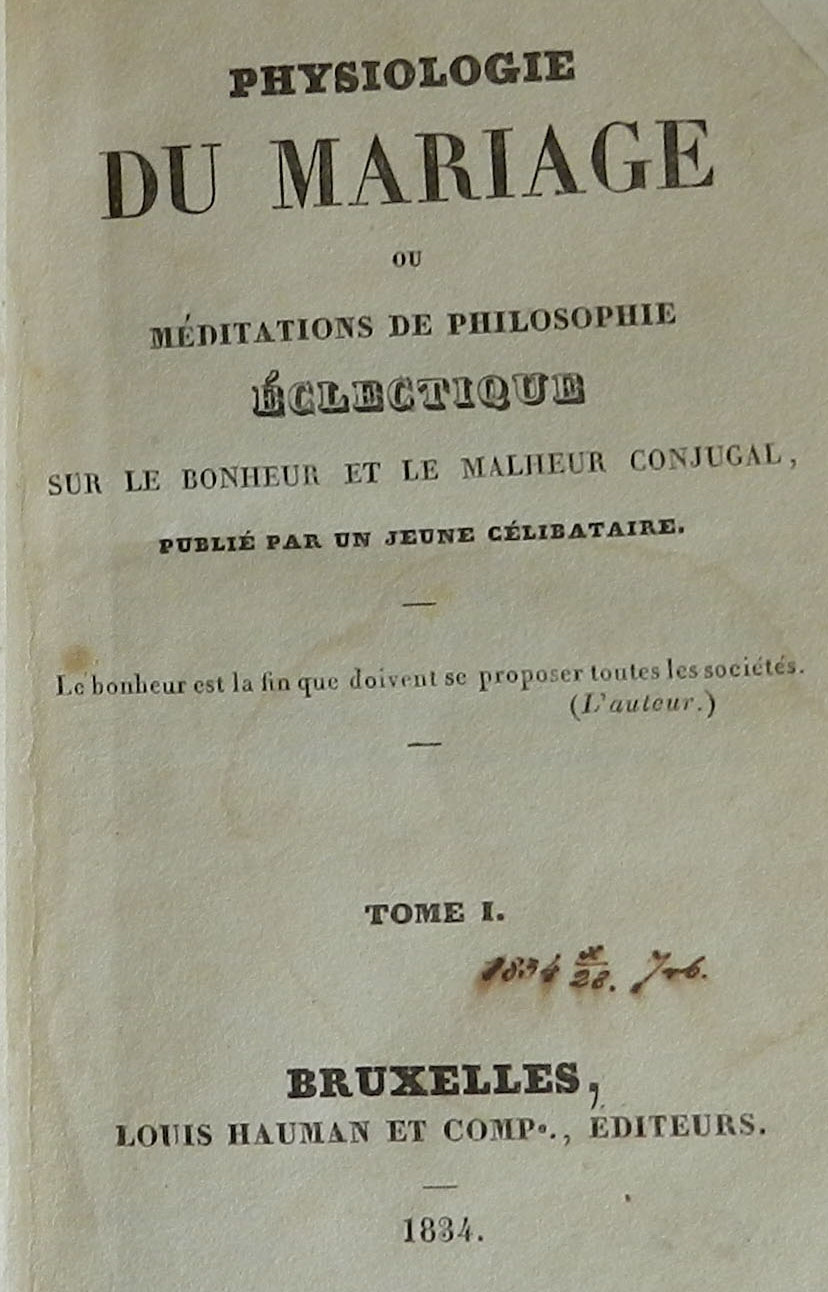 PHYSIOLOGIE
DU MARIAGE
OU
MÉDITATIONS DE PHILOSOPHIE
ÉCLECTIQUE
SUR LE BONHEUR ET LE MALHEUR CONJUGAL,
PUBLIÉ PAR UN JEUNE CÉLIBATAIRE.
Le bonheur est la fin que doivent se proposer toutes les sociétés.
(L'auteur.)
TOME I.
1834 x/28.
BRUXELLES,
LOUIS HAUMAN ET COMPe., ÉDITEURS.
1834.